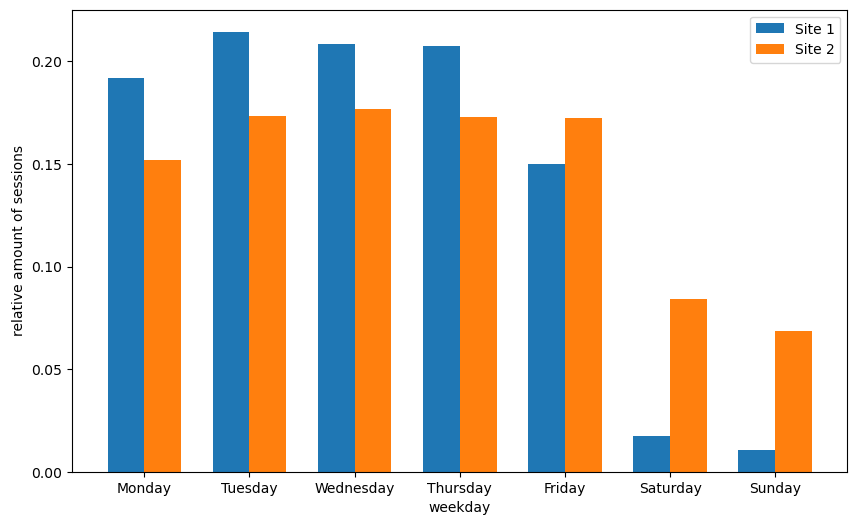 Site 1
Site 2
relative amount of sessions
0.20
0.15
0.10
0.05
0.00
Monday Tuesday Wednesday Thursday Friday Saturday Sunday
weekday